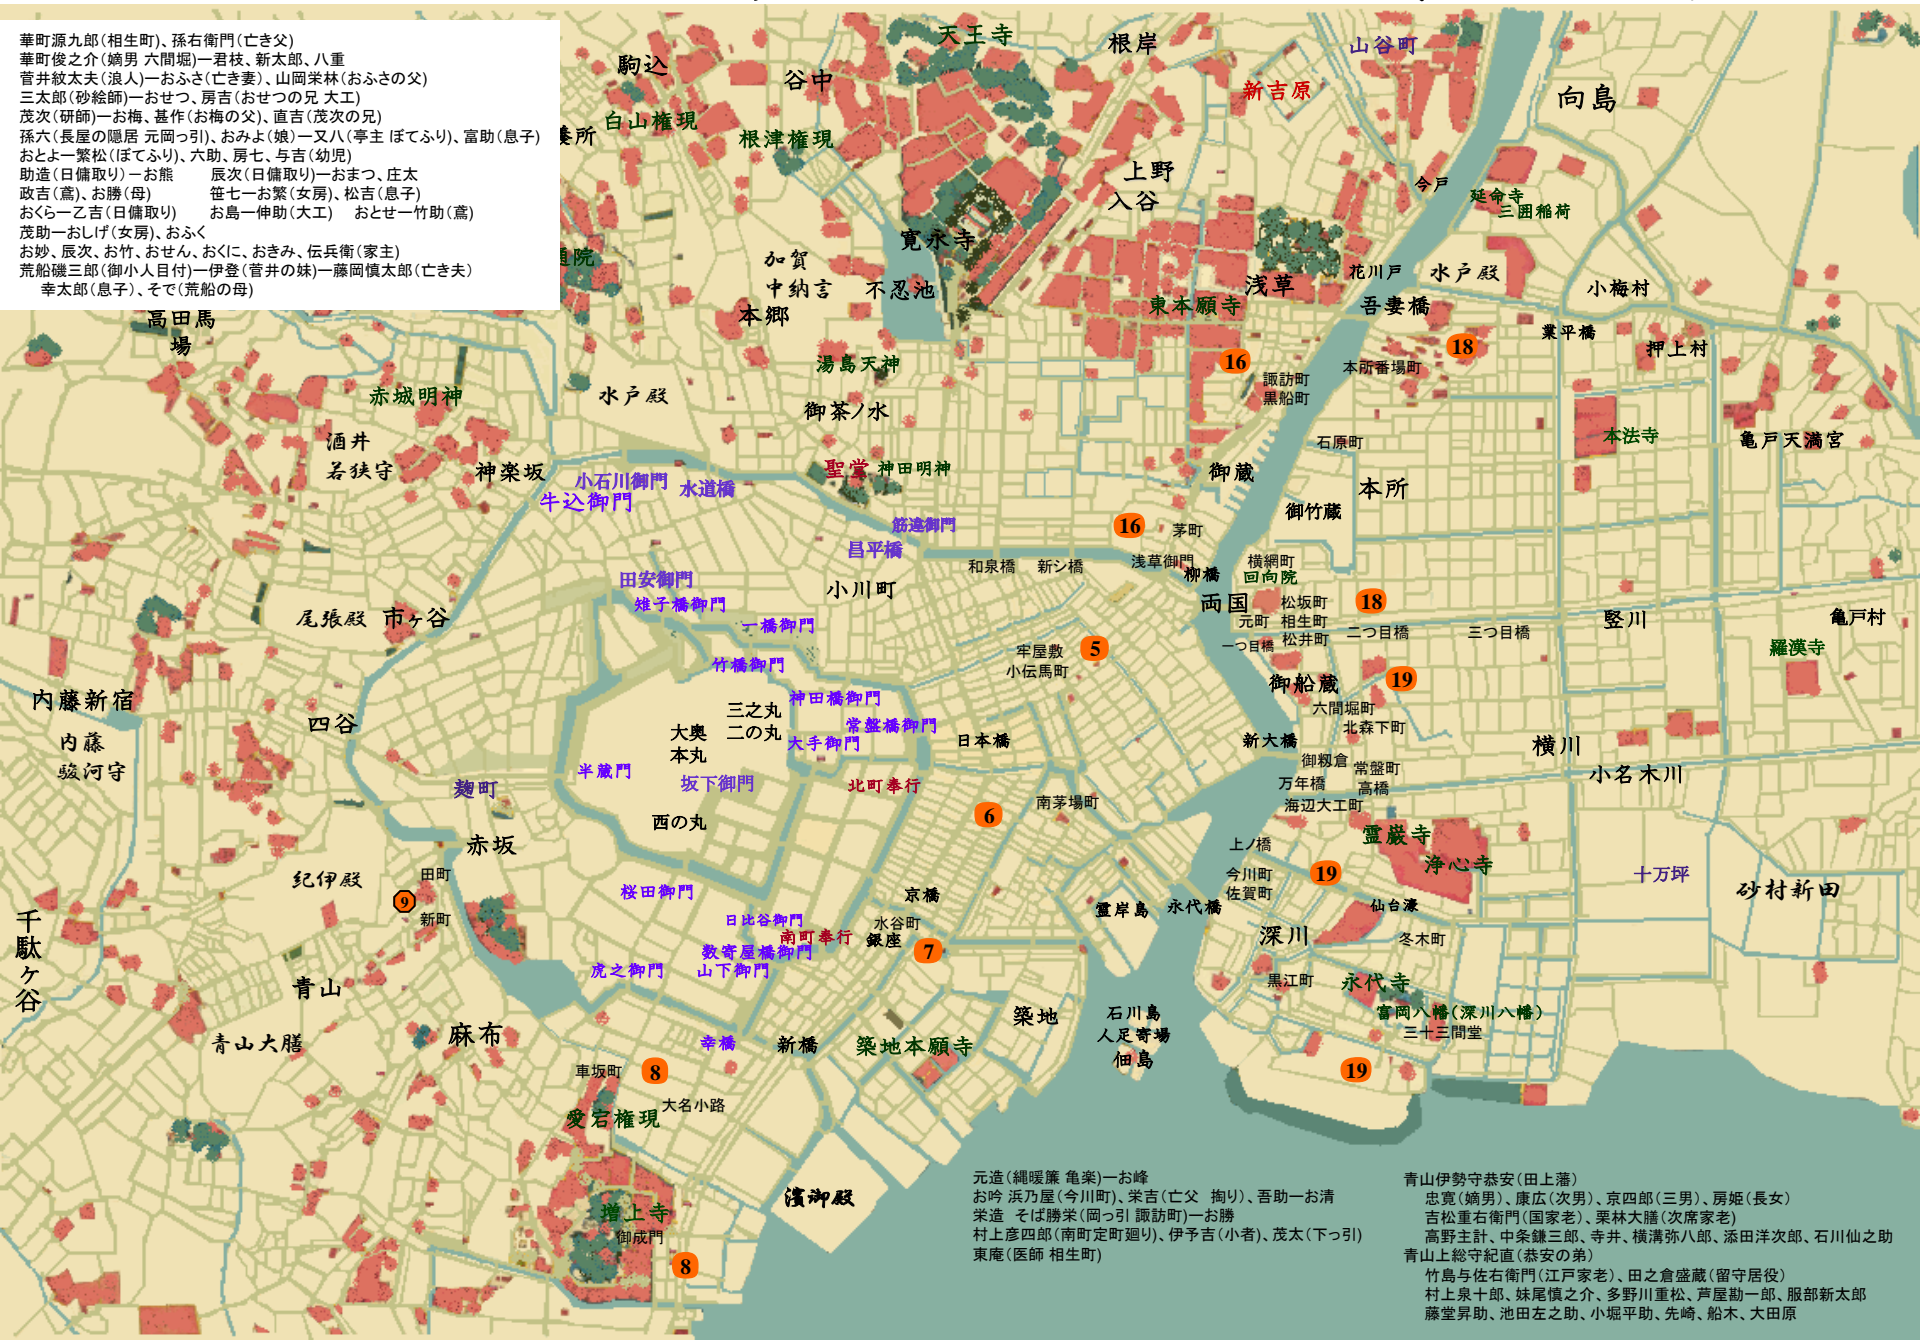 華町源九郎(相生町)、孫右衛門(亡き父)
華町俊之介(嫡男 六間堀)ー君枝、新太郎、八重
菅井紋太夫(浪人)ーおふさ(亡き妻)、山岡栄林(おふさの父)
三太郎(砂絵師)ーおせつ、房吉(おせつの兄 大工)
茂次(研師)ーお梅、甚作(お梅の父)、直吉(茂次の兄)
孫六(長屋の隠居 元岡っ引)、おみよ(娘)ー又八(亭主 ぼてふり)、富助(息子)
おとよー繁松(ぼてふり)、六助、房七、与吉(幼児)
助造(日傭取り)ーお熊 辰次(日傭取り)ーおまつ、庄太
政吉(鳶)、お勝(母) 笹七ーお繁(女房)、松吉(息子)
おくらー乙吉(日傭取り) お島ー伸助(大工) おとせー竹助(鳶)
茂助ーおしげ(女房)、おふく
お妙、辰次、お竹、おせん、おくに、おきみ、伝兵衛(家主)
荒船磯三郎(御小人目付)ー伊登(菅井の妹)ー藤岡慎太郎(亡き夫)
幸太郎(息子)、そで(荒船の母)
天王寺
根岸
山谷町
駒込
谷中
新吉原
向島
白山権現
根津権現
上野
入谷
今戸
延命寺
三囲稲荷
寛永寺
加賀
中納言
不忍池
本郷
浅草
花川戸
水戸殿
東本願寺
吾妻橋
小梅村
業平橋
押上村
高田馬
場
湯島天神
16
18
本所番場町
諏訪町
黒船町
赤城明神
水戸殿
御茶ノ水
石原町
本法寺
亀戸天満宮
酒井
若狭守
神楽坂
小石川御門
水道橋
牛込御門
聖堂
神田明神
御蔵
本所
御竹蔵
筋違御門
昌平橋
16
茅町
和泉橋
新シ橋
浅草御門
柳橋
横網町
回向院
田安御門
雉子橋御門
小川町
両国
松坂町
18
元町
相生町
尾張殿
市ヶ谷
一橋御門
竪川
亀戸村
一つ目橋
松井町
二つ目橋
三つ目橋
羅漢寺
牢屋敷
5
小伝馬町
竹橋御門
御船蔵
19
内藤新宿
四谷
神田橋御門
三之丸
二の丸
大奥
本丸
常盤橋御門
大手御門
日本橋
六間堀町
北森下町
新大橋
横川
内藤
駿河守
半蔵門
坂下御門
北町奉行
御籾倉
常盤町
万年橋
高橋
小名木川
麹町
西の丸
南茅場町
6
海辺大工町
赤坂
上ノ橋
霊巌寺
浄心寺
田町
紀伊殿
9
新町
桜田御門
京橋
今川町
佐賀町
19
十万坪
砂村新田
仙台濠
霊岸島
永代橋
日比谷御門
水谷町
南町奉行
銀座
数寄屋橋御門
7
深川
冬木町
千駄ヶ谷
虎之御門
山下御門
青山
黒江町
永代寺
富岡八幡(深川八幡)
三十三間堂
石川島
人足寄場
佃島
築地
麻布
青山大膳
幸橋
新橋
築地本願寺
車坂町
8
19
大名小路
愛宕権現
濱御殿
増上寺
御成門
8
元造(縄暖簾 亀楽)ーお峰
お吟 浜乃屋(今川町)、栄吉(亡父 掏り)、吾助ーお清
栄造 そば勝栄(岡っ引 諏訪町)ーお勝
村上彦四郎(南町定町廻り)、伊予吉(小者)、茂太(下っ引)
東庵(医師 相生町)
青山伊勢守恭安(田上藩)
忠寛(嫡男)、康広(次男)、京四郎(三男)、房姫(長女)
吉松重右衛門(国家老)、栗林大膳(次席家老)
高野主計、中条鎌三郎、寺井、横溝弥八郎、添田洋次郎、石川仙之助
青山上総守紀直(恭安の弟)
竹島与佐右衛門(江戸家老)、田之倉盛蔵(留守居役)
村上泉十郎、妹尾慎之介、多野川重松、芦屋勘一郎、服部新太郎
藤堂昇助、池田左之助、小堀平助、先崎、船木、大田原